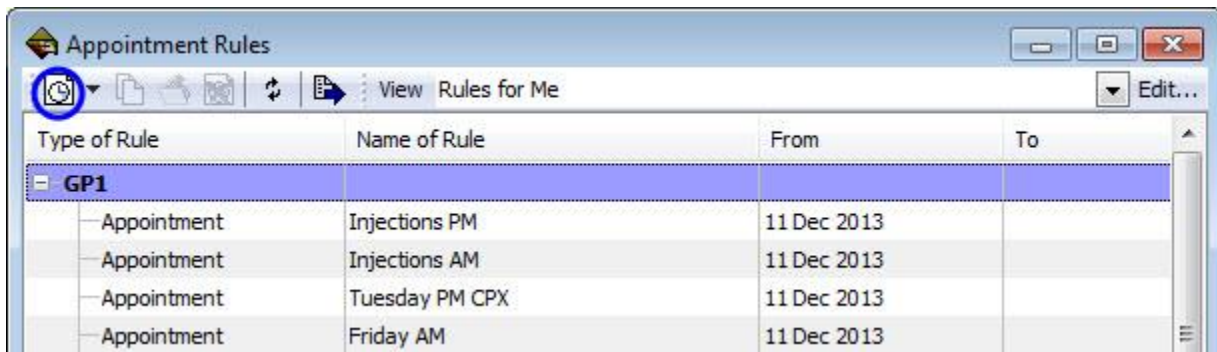 Appointment Rules
View Rules for Me Edit...
Type of Rule Name of Rule From To
GP1
Appointment Injections PM 11 Dec 2013
Appointment Injections AM 11 Dec 2013
Appointment Tuesday PM CPX 11 Dec 2013
Appointment Friday AM 11 Dec 2013